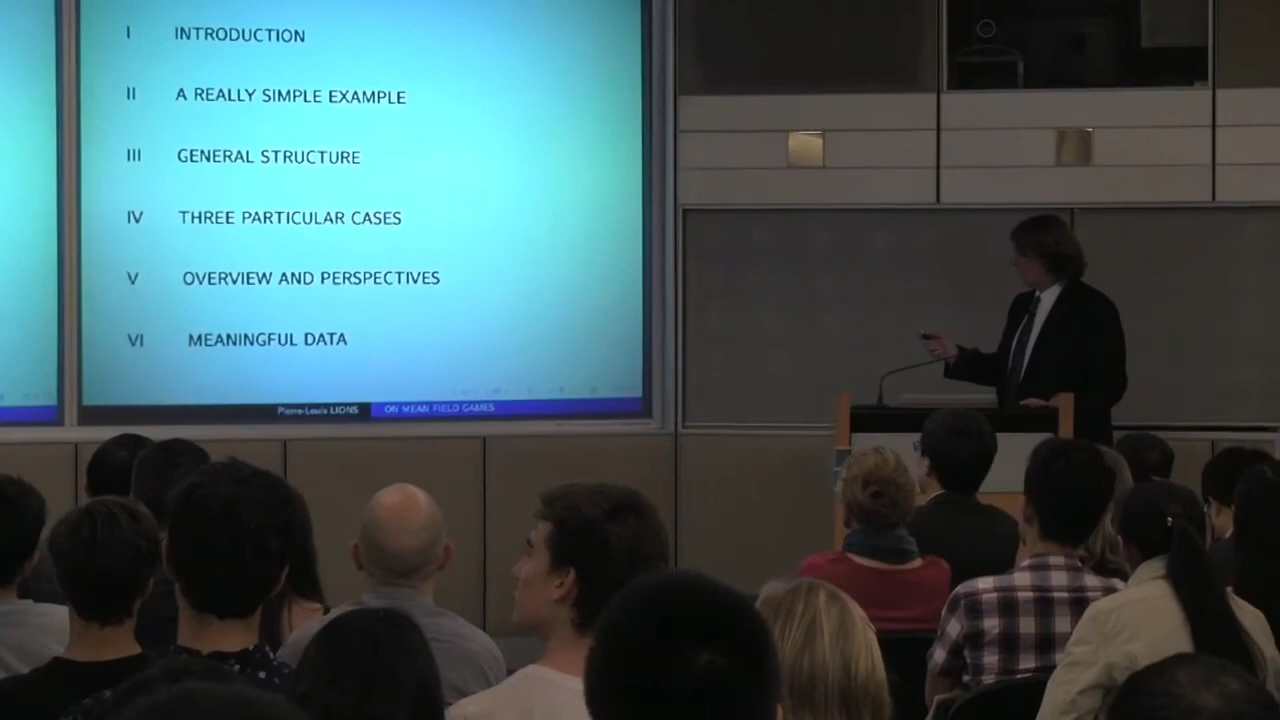 I INTRODUCTION
II A REALLY SIMPLE EXAMPLE
III GENERAL STRUCTURE
IV THREE PARTICULAR CASES
V OVERVIEW AND PERSPECTIVES
VI MEANINGFUL DATA
Pierre-Louis LIONS ON MEAN FIELD GAMES